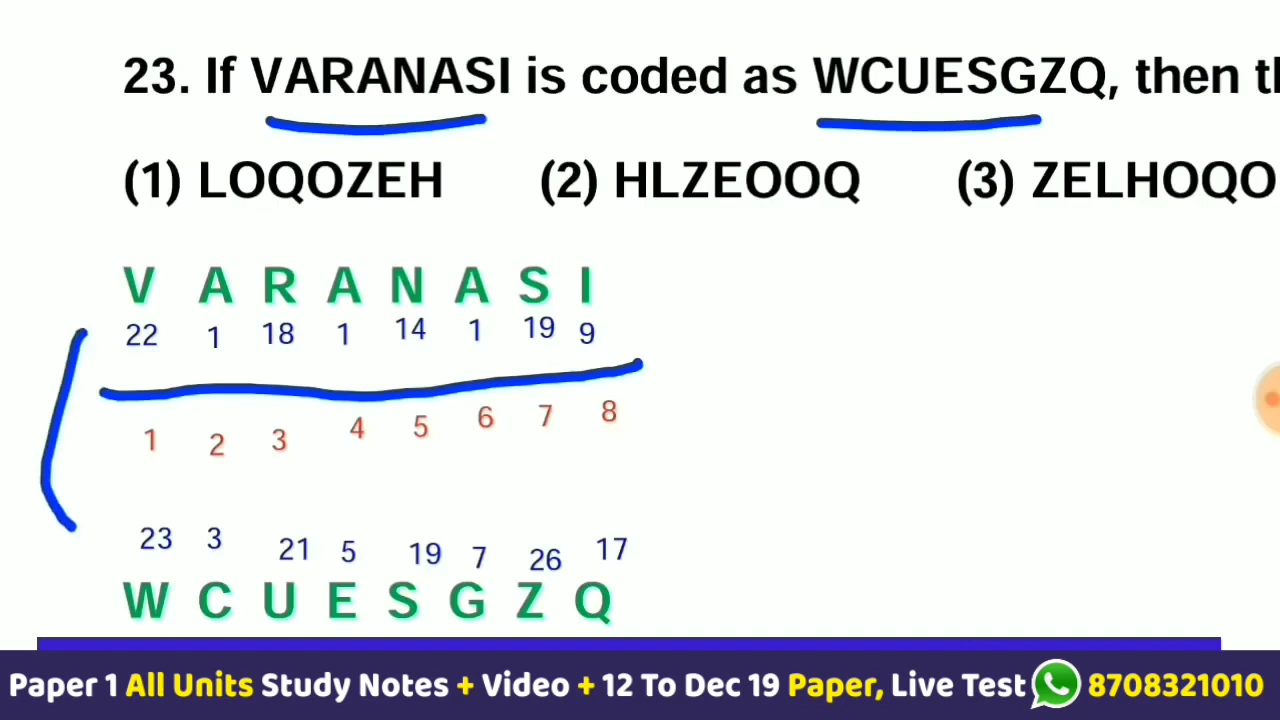 23. If VARANASI is coded as WCUESGZQ, then
(1) LOQOZEH (2) HLZEOOQ (3) ZELHOQO
V A R A N A S I
22 1 18 1 14 1 19 9
1 2 3 4 5 6 7 8
23 3 21 5 19 7 26 17
W C U E S G Z Q
Paper 1 All Units Study Notes + Video + 12 To Dec 19 Paper, Live Test 8708321010